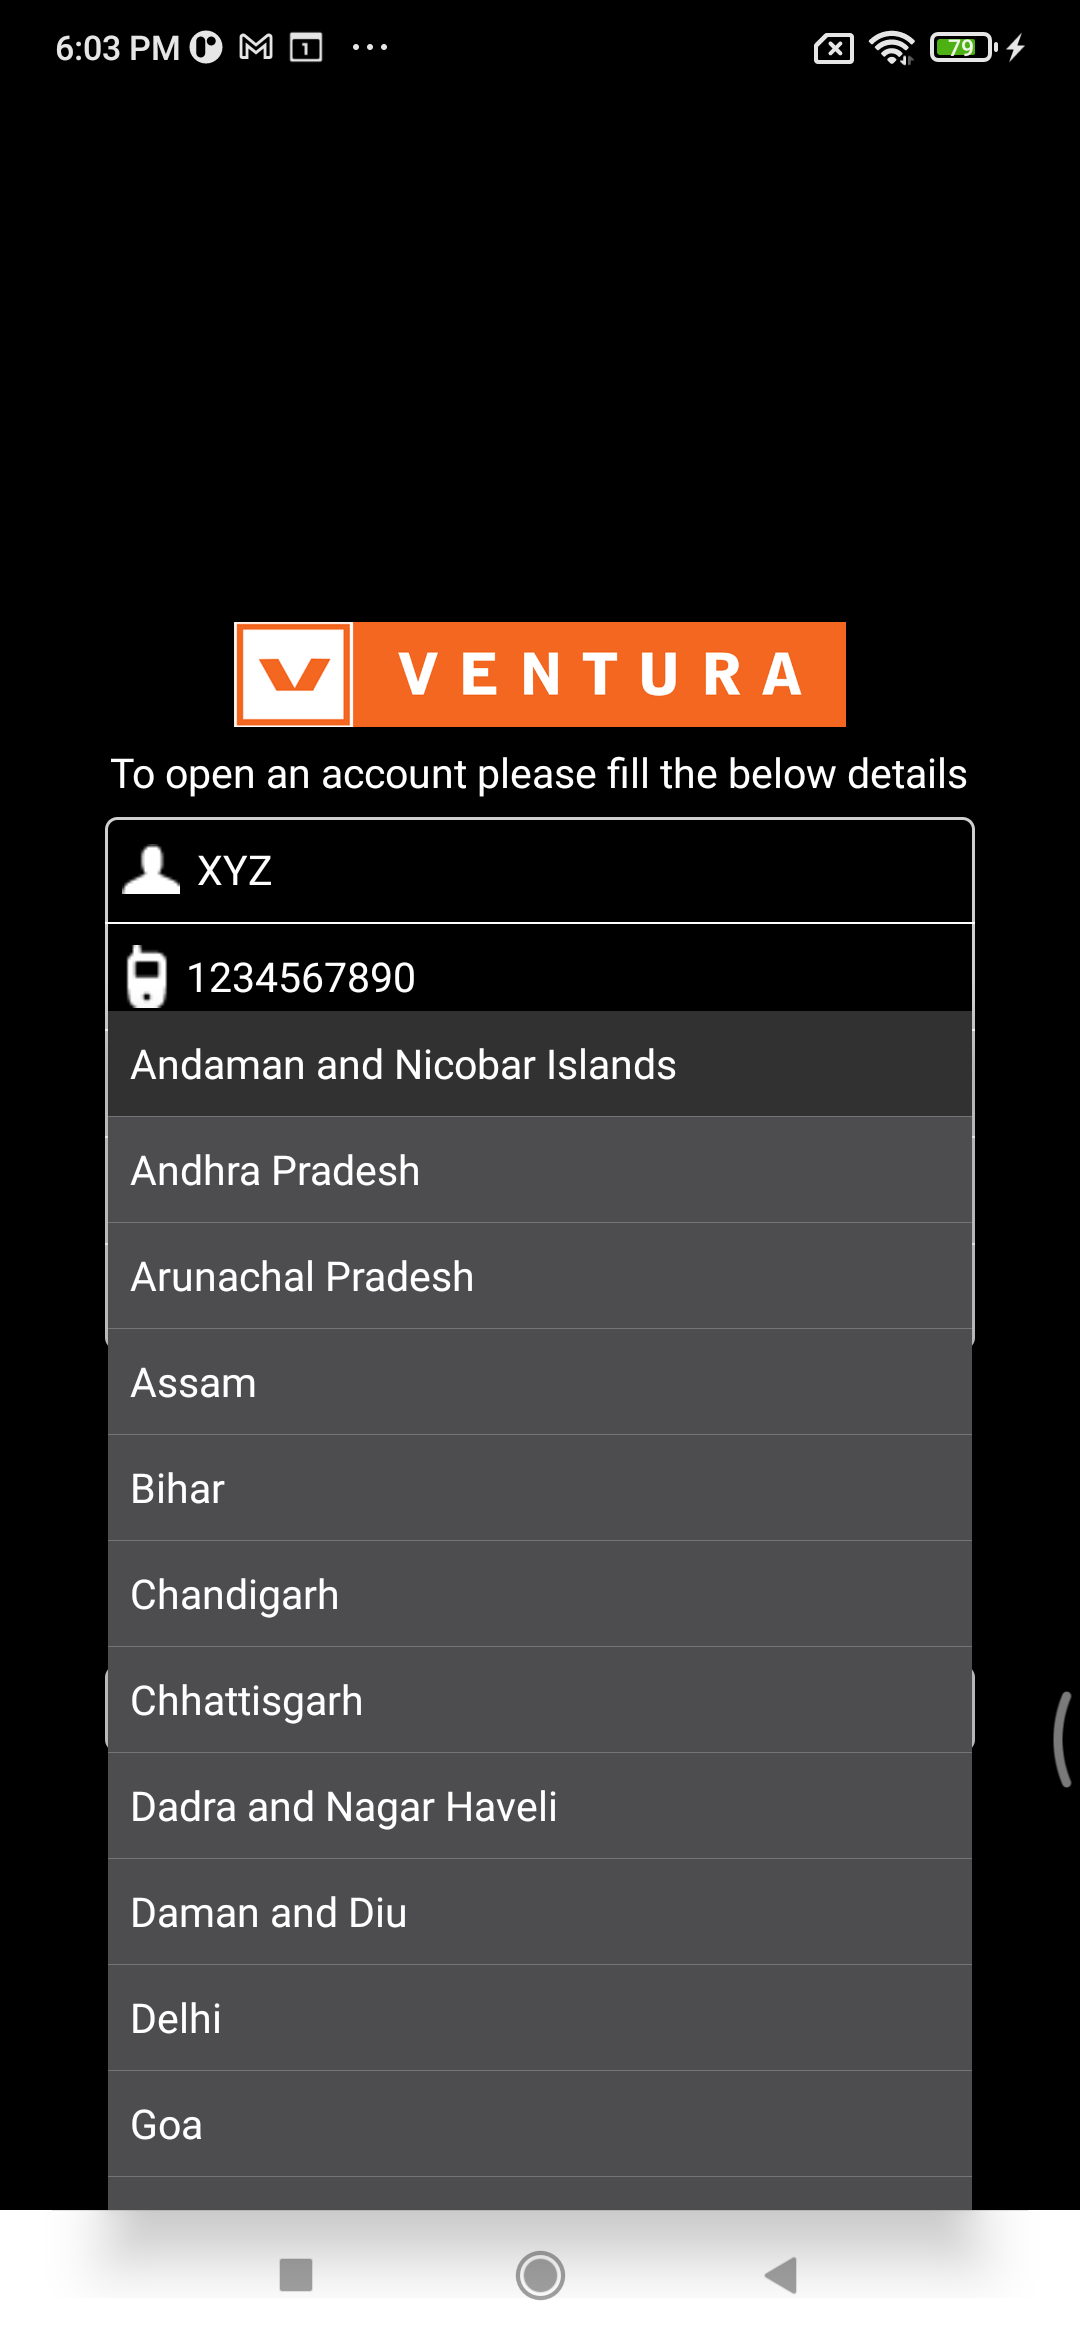 6:03 PM
79
VENTURA
To open an account please fill the below details
XYZ
1234567890
Andaman and Nicobar Islands
Andhra Pradesh
Arunachal Pradesh
Assam
Bihar
Chandigarh
Chhattisgarh
Dadra and Nagar Haveli
Daman and Diu
Delhi
Goa